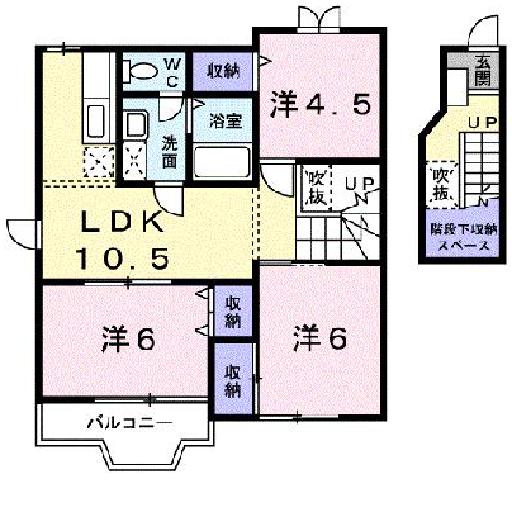 WC
収納
洋4.5
玄関
浴室
洗面
UP
吹抜
UP
吹抜
LDK
10.5
階段下収納
スペース
収納
洋6
洋6
収納
バルコニー